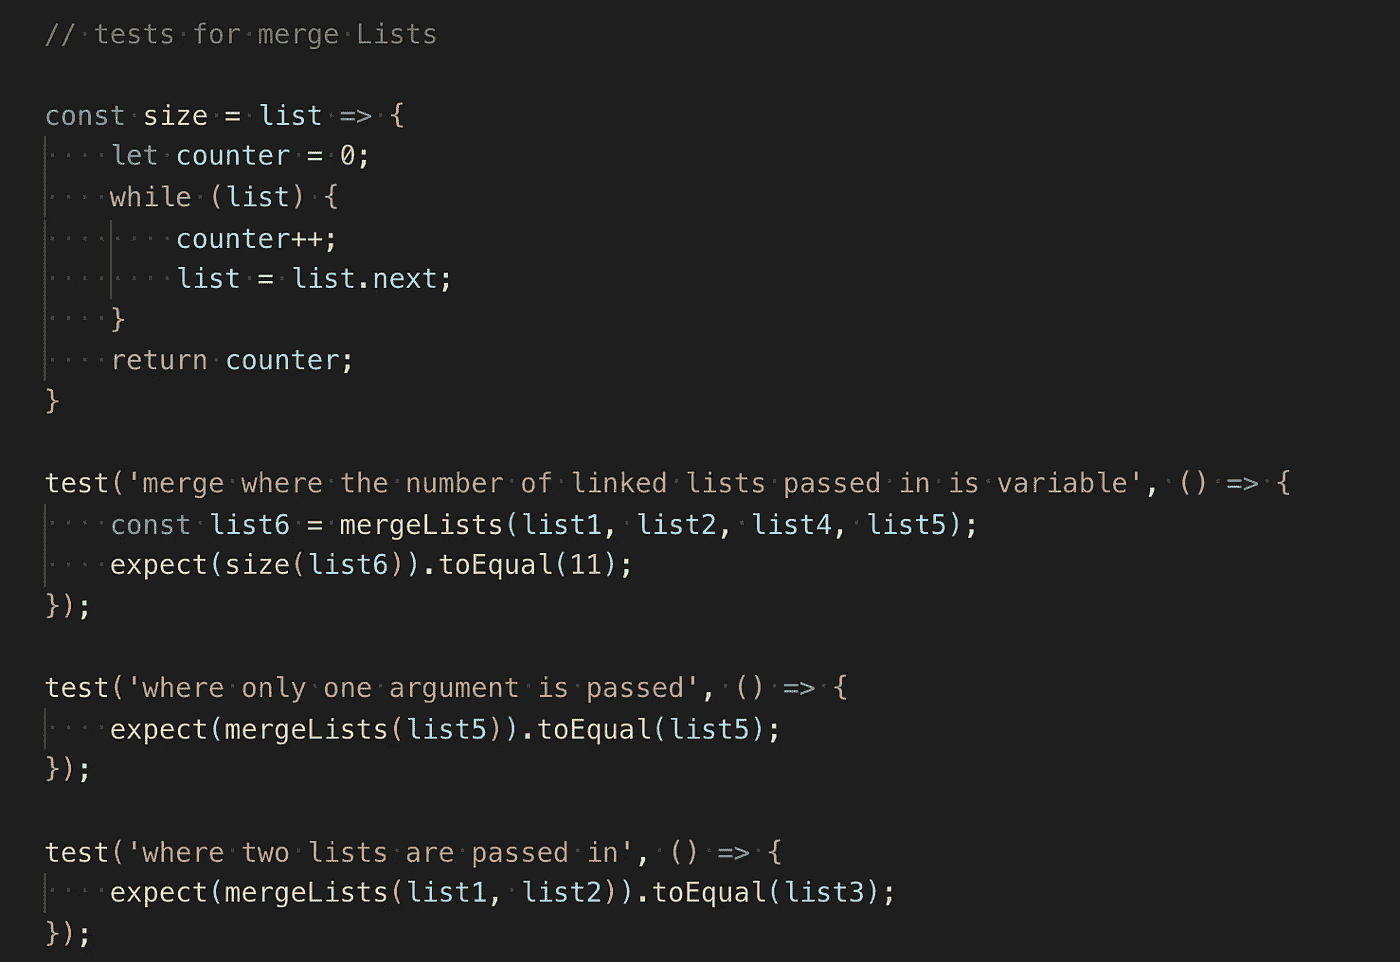 // tests for merge Lists
const size = list => {
    let counter = 0;
    while (list) {
        counter++;
        list = list.next;
    }
    return counter;
}
test('merge where the number of linked lists passed in is variable', () => {
    const list6 = mergeLists(list1, list2, list4, list5);
    expect(size(list6)).toEqual(11);
});
test('where only one argument is passed', () => {
    expect(mergeLists(list5)).toEqual(list5);
});
test('where two lists are passed in', () => {
    expect(mergeLists(list1, list2)).toEqual(list3);
});